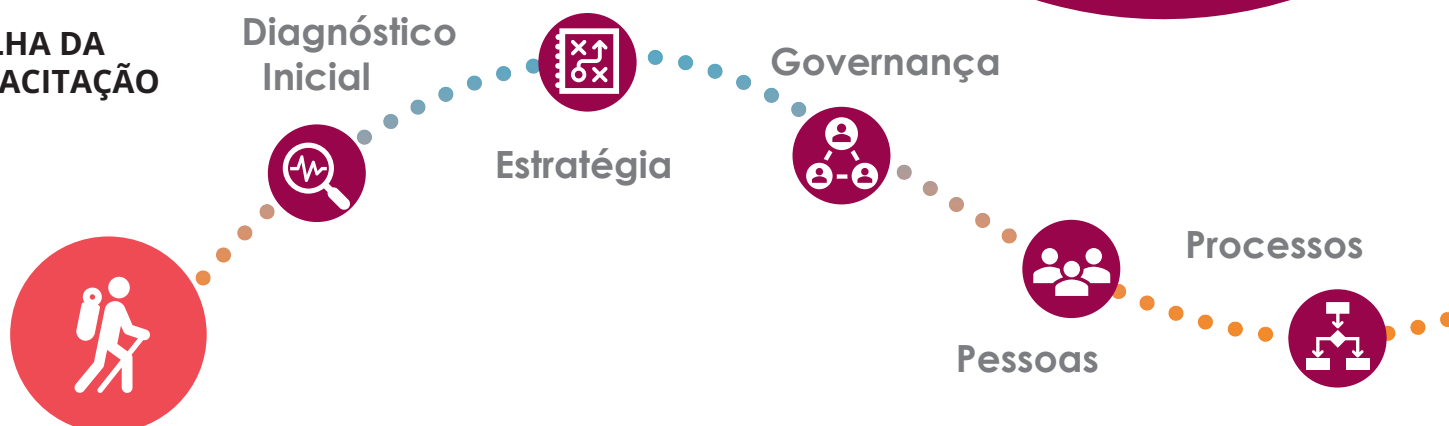 LHA DA
ACITAÇÃO
Diagnóstico
Inicial
Estratégia
Governança
Pessoas
Processos